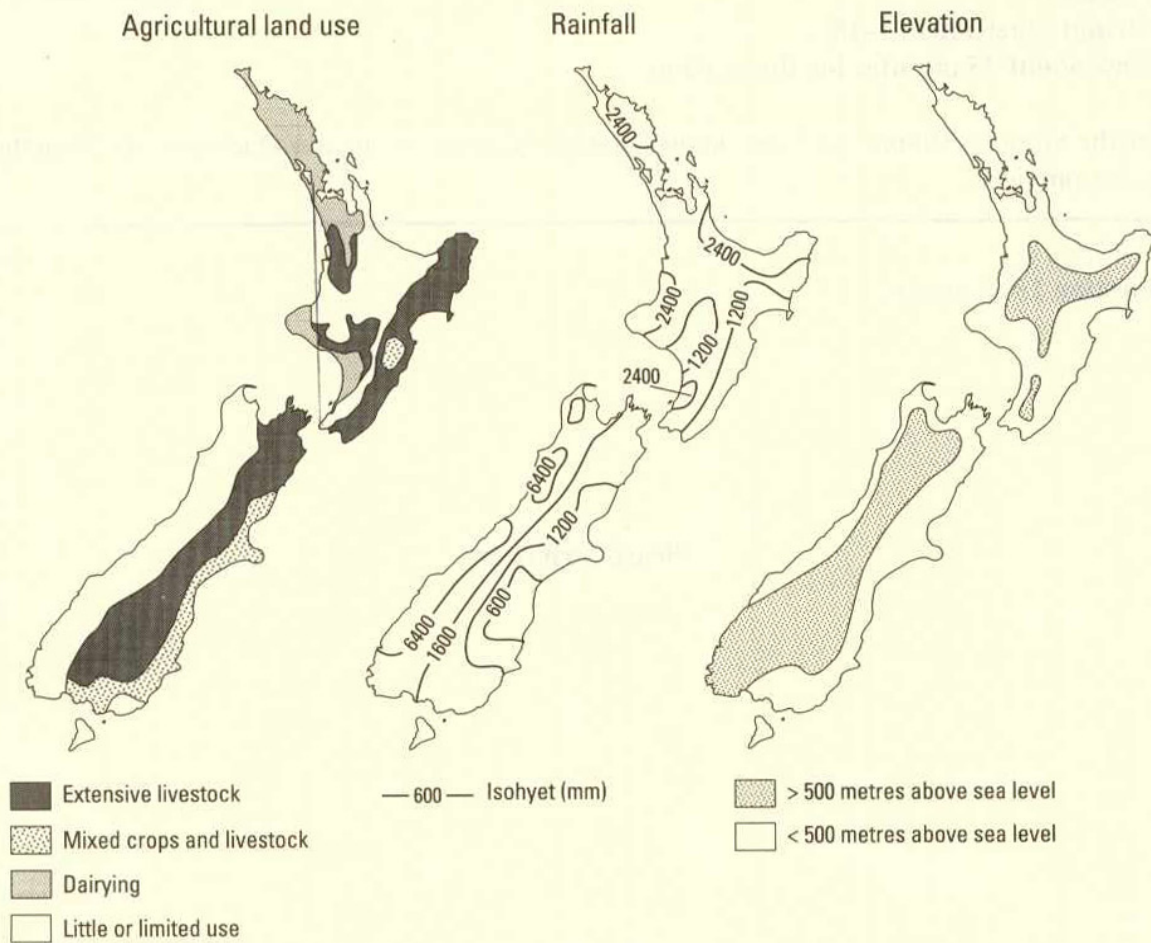 Agricultural land use
Rainfall
Elevation
2400
2400
2400
1200
1200
2400
6400
1200
600
6400
1600
Extensive livestock
Mixed crops and livestock
Dairying
Little or limited use
600 Isohyet (mm)
> 500 metres above sea level
< 500 metres above sea level